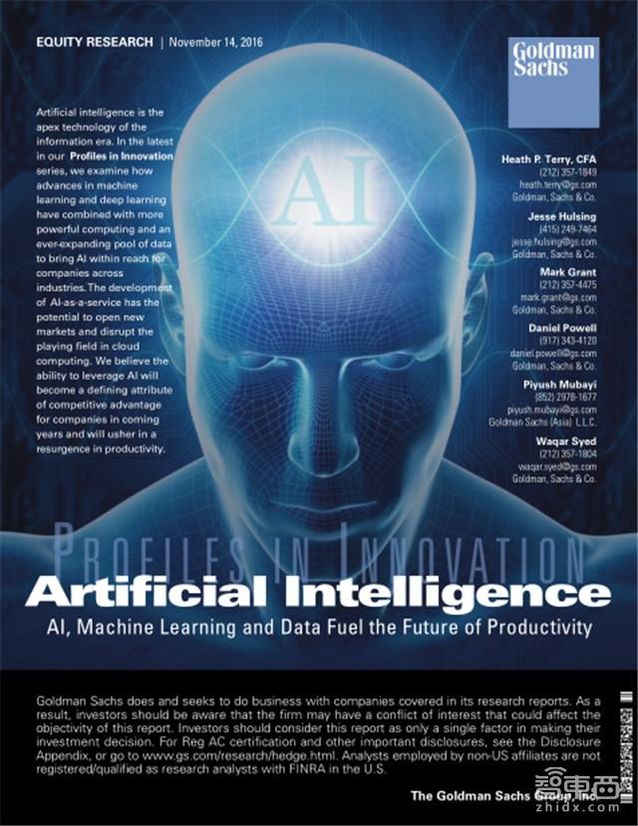 EQUITY RESEARCH | November 14, 2016
Goldman
Sachs
Artificial intelligence is the
apex technology of the
information era. In the latest
in our Profiles in Innovation
series, we examine how
advances in machine
learning and deep learning
have combined with more
powerful computing and an
ever-expanding pool of data
to bring AI within reach for
companies across
industries. The development
of AI-as-a-service has the
potential to open new
markets and disrupt the
playing field in cloud
computing. We believe the
ability to leverage AI will
become a defining attribute
of competitive advantage
for companies in coming
years and will usher in a
resurgence in productivity.
AI
Heath P. Terry, CFA
(212) 357-1849
heath.terry@gs.com
Goldman, Sachs & Co.
Jesse Hulsing
(415) 249-7464
jesse.hulsing@gs.com
Goldman, Sachs & Co.
Mark Grant
(212) 357-4475
mark.grant@gs.com
Goldman, Sachs & Co.
Daniel Powell
(917) 343-4120
daniel.powell@gs.com
Goldman, Sachs & Co.
Piyush Mubayi
(852) 2978-1677
piyush.mubayi@gs.com
Goldman Sachs (Asia) L.L.C.
Waqar Syed
(212) 357-1804
waqar.syed@gs.com
Goldman, Sachs & Co.
PROFILES IN INNOVATION
Artificial Intelligence
AI, Machine Learning and Data Fuel the Future of Productivity
Goldman Sachs does and seeks to do business with companies covered in its research reports. As a
result, investors should be aware that the firm may have a conflict of interest that could affect the
objectivity of this report. Investors should consider this report as only a single factor in making their
investment decision. For Reg AC certification and other important disclosures, see the Disclosure
Appendix, or go to www.gs.com/research/hedge.html. Analysts employed by non-US affiliates are not
registered/qualified as research analysts with FINRA in the U.S.
The Goldman Sachs Group, Inc.
智東西
zhidx.com